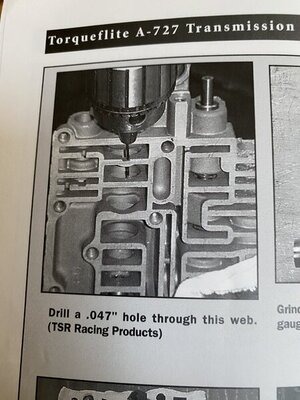 Torqueflite A-727 Transmission
Drill a .047" hole through this web.
(TSR Racing Products)
Grin
gaug